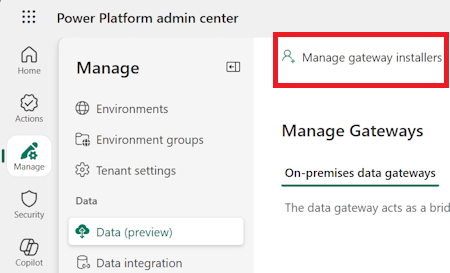 Power Platform admin center
Home
Actions
Manage
Security
Copilot
Manage
Environments
Environment groups
Tenant settings
Data
Data (preview)
Data integration
Manage gateway installers
Manage Gateways
On-premises data gateways
The data gateway acts as a